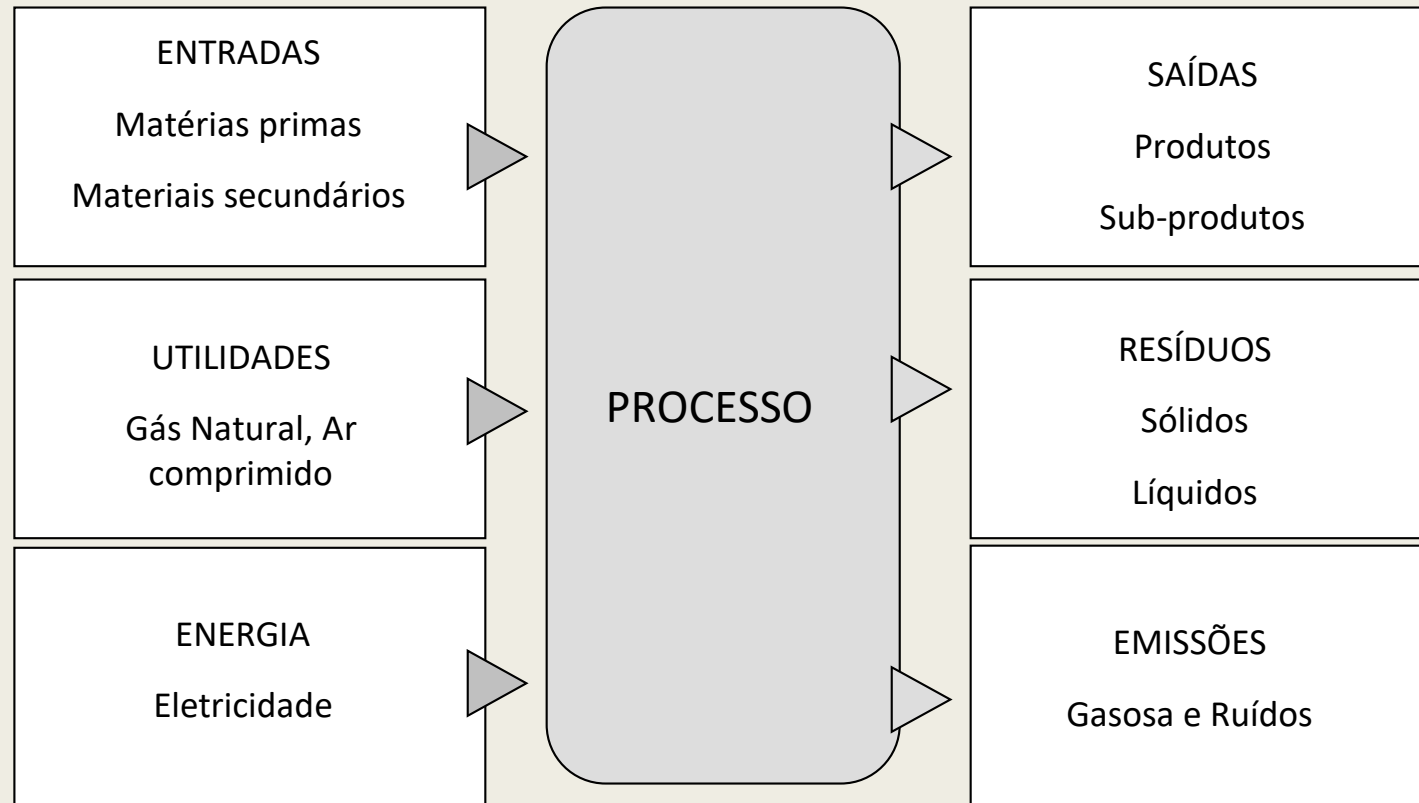 ENTRADAS
Matérias primas
Materiais secundários
UTILIDADES
Gás Natural, Ar
comprimido
ENERGIA
Eletricidade
PROCESSO
SAÍDAS
Produtos
Sub-produtos
RESÍDUOS
Sólidos
Líquidos
EMISSÕES
Gasosa e Ruídos